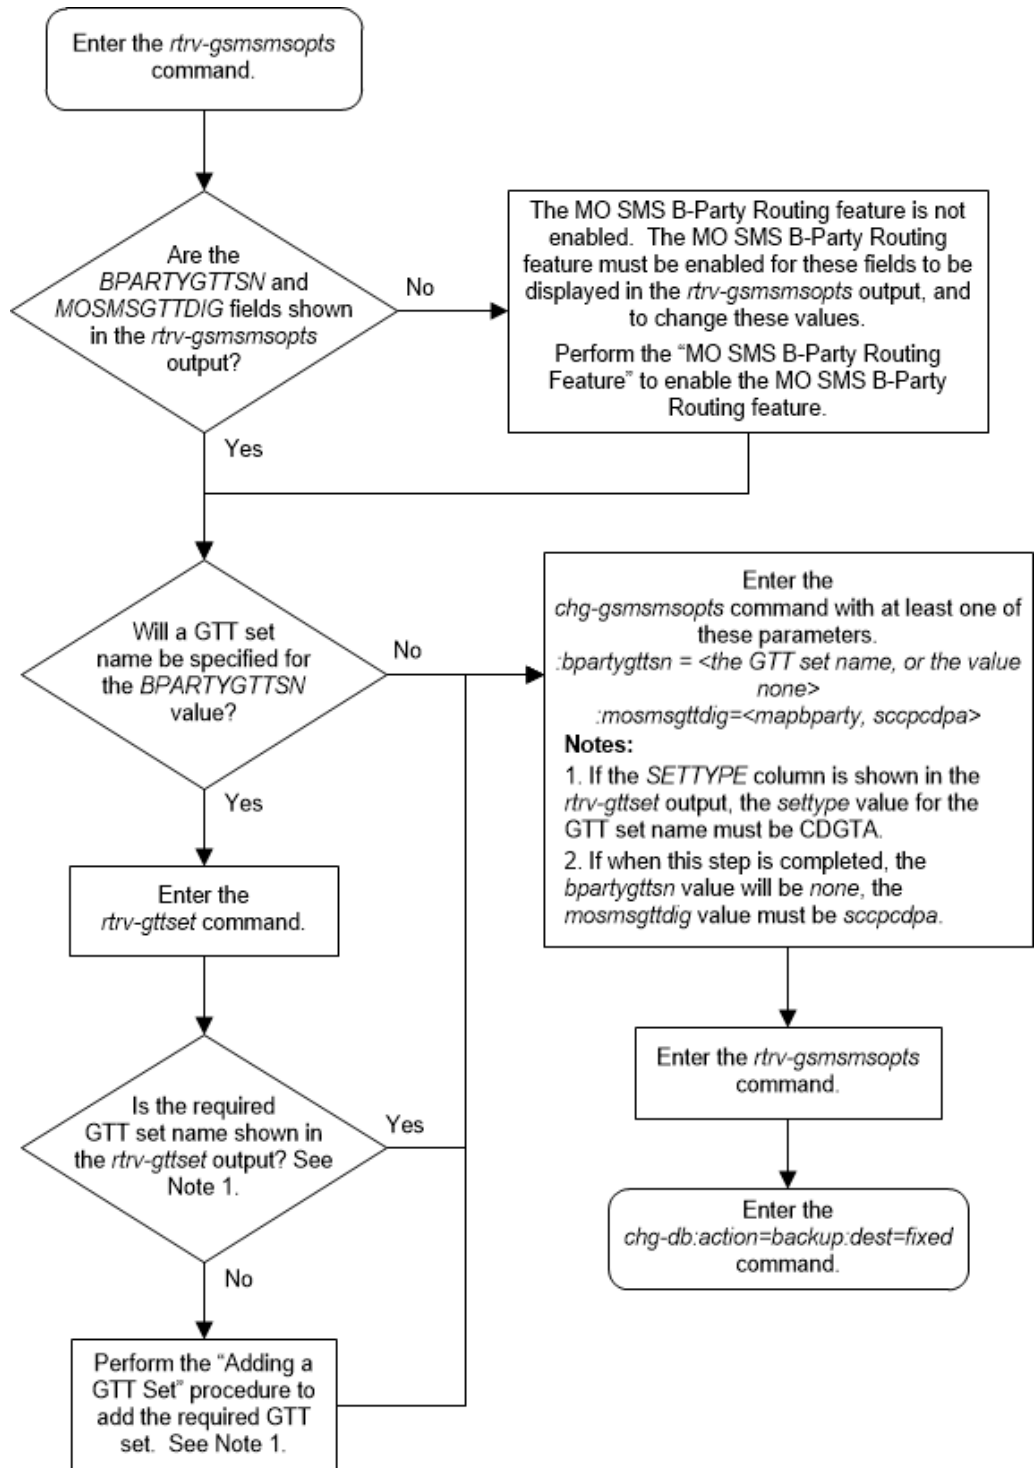 Enter the rtrv-gsmsmsopts
command.
Are the
BPARTYGTTSN and
MOSMSGTTDIG fields shown
in the rtrv-gsmsmsopts
output?
No
The MO SMS B-Party Routing feature is not
enabled. The MO SMS B-Party Routing
feature must be enabled for these fields to be
displayed in the rtrv-gsmsmsopts output, and
to change these values.
Perform the “MO SMS B-Party Routing
Feature” to enable the MO SMS B-Party
Routing feature.
Yes
Will a GTT set
name be specified for
the BPARTYGTTSN
value?
No
Enter the
chg-gsmsmsopts command with at least one of
these parameters.
:bpartygttsn = <the GTT set name, or the value
none>
:mosmsgttdig=<mapbparty, sccpcdpa>
Notes:
1. If the SETTYPE column is shown in the
rtrv-gttset output, the settype value for the
GTT set name must be CDGTA.
2. If when this step is completed, the
bpartygttsn value will be none, the
mosmsgttdig value must be sccpcdpa.
Yes
Enter the
rtrv-gttset command.
Is the required
GTT set name shown in
the rtrv-gttset output? See
Note 1.
Yes
No
Perform the “Adding a
GTT Set” procedure to
add the required GTT
set. See Note 1.
Enter the rtrv-gsmsmsopts
command.
Enter the
chg-db:action=backup:dest=fixed
command.